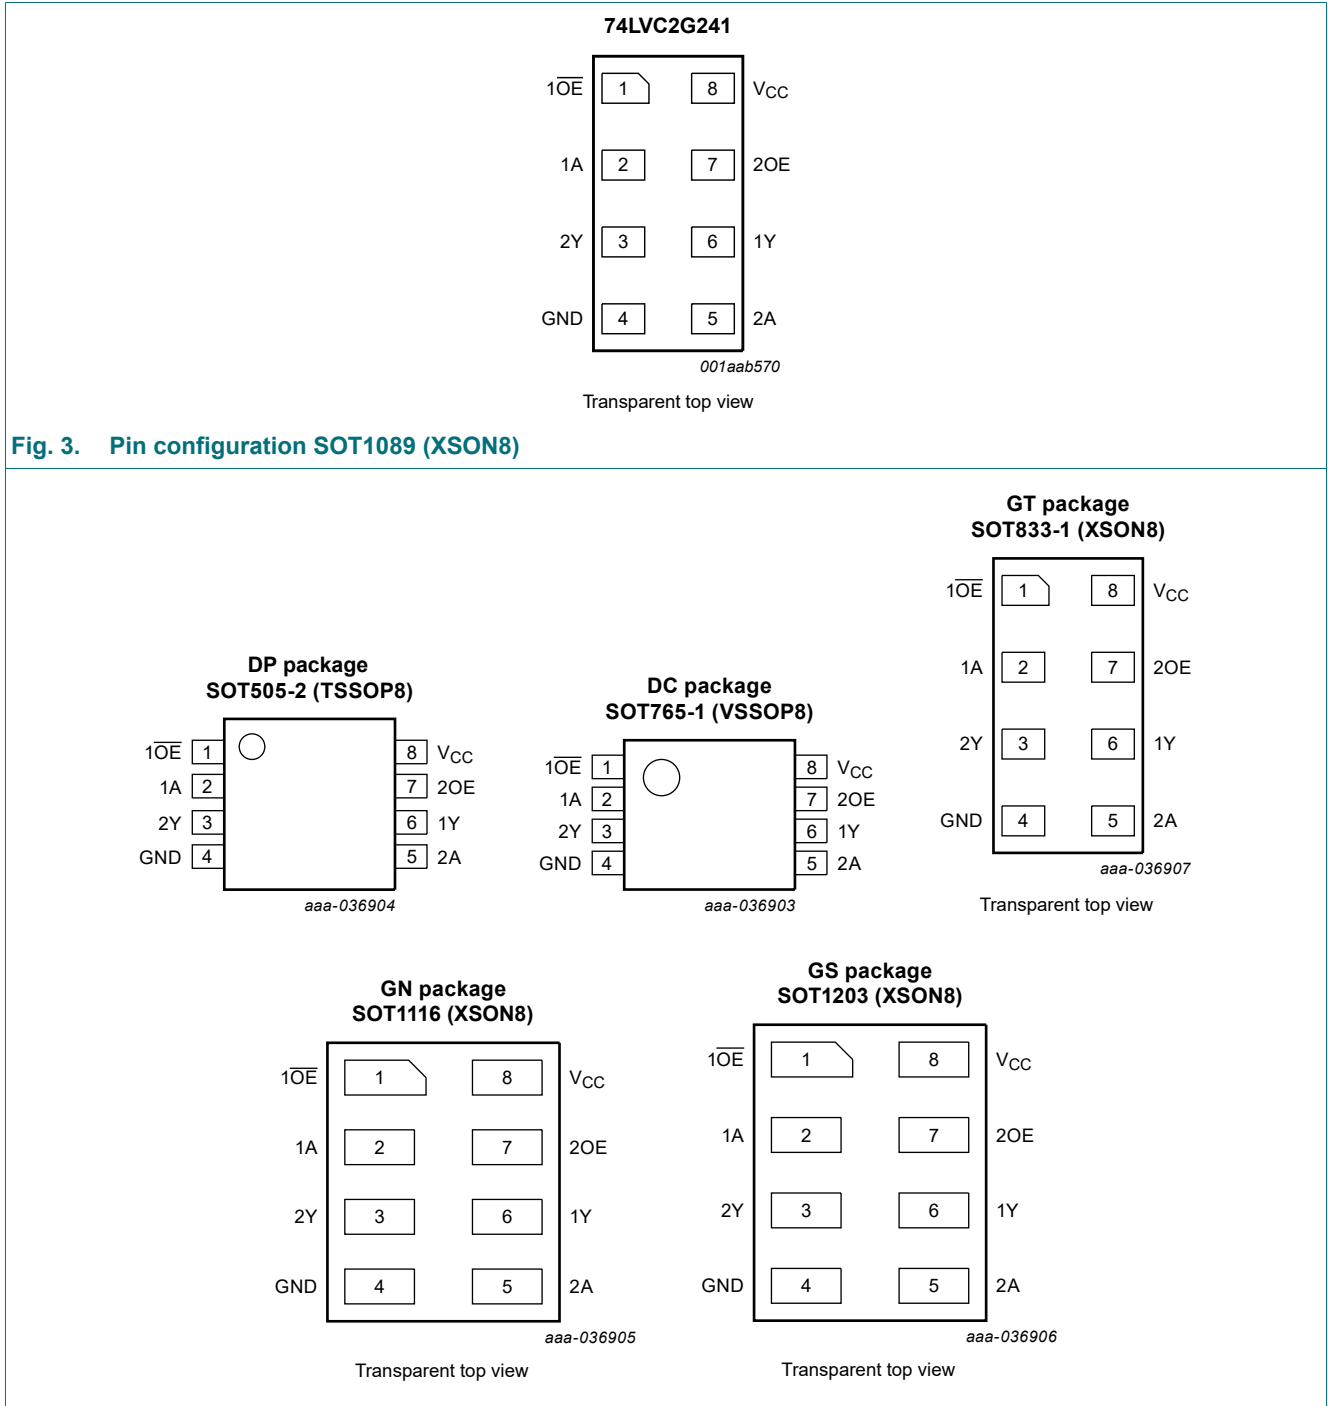 74LVC2G241
1O̅E̅ 1 8 VCC
1A 2 7 2OE
2Y 3 6 1Y
GND 4 5 2A
001aab570
Transparent top view
Fig. 3. Pin configuration SOT1089 (XSON8)
GT package
SOT833-1 (XSON8)
1O̅E̅ 1 8 VCC
1A 2 7 2OE
2Y 3 6 1Y
GND 4 5 2A
aaa-036907
Transparent top view
DP package
SOT505-2 (TSSOP8)
1O̅E̅ 1 8 VCC
1A 2 7 2OE
2Y 3 6 1Y
GND 4 5 2A
aaa-036904
DC package
SOT765-1 (VSSOP8)
1O̅E̅ 1 8 VCC
1A 2 7 2OE
2Y 3 6 1Y
GND 4 5 2A
aaa-036903
GN package
SOT1116 (XSON8)
1O̅E̅ 1 8 VCC
1A 2 7 2OE
2Y 3 6 1Y
GND 4 5 2A
aaa-036905
Transparent top view
GS package
SOT1203 (XSON8)
1O̅E̅ 1 8 VCC
1A 2 7 2OE
2Y 3 6 1Y
GND 4 5 2A
aaa-036906
Transparent top view